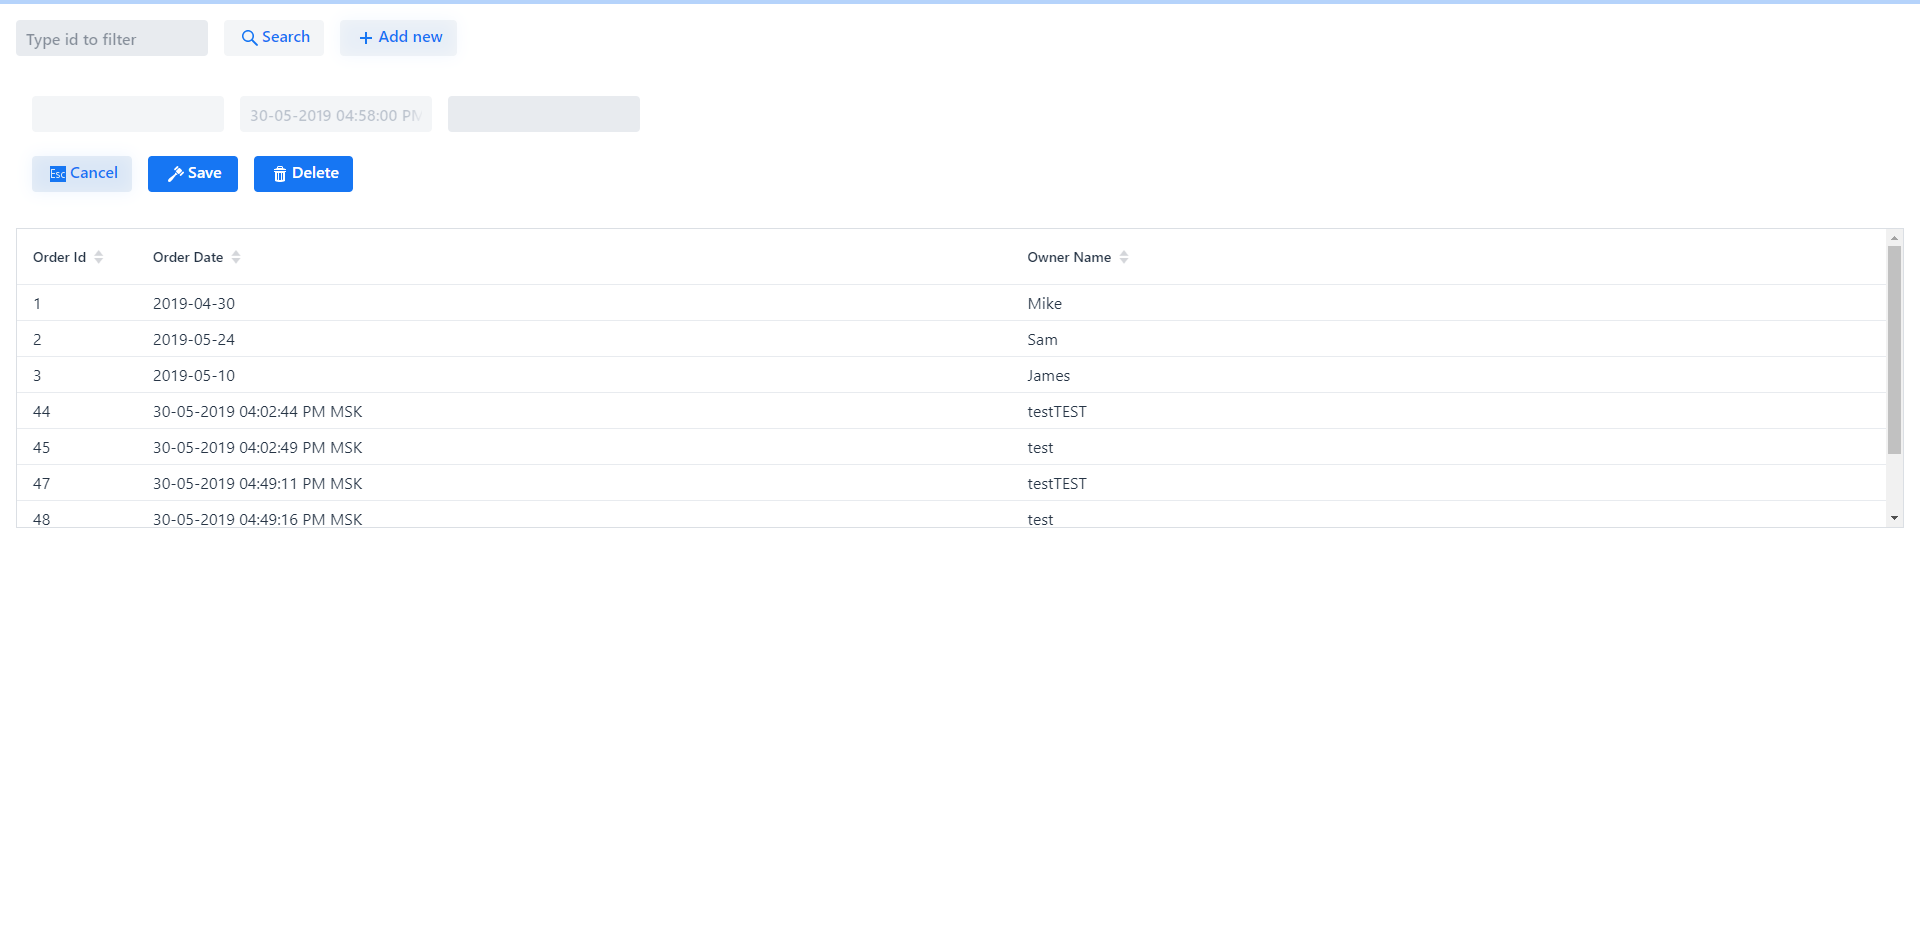 Type id to filter Search Add new
30-05-2019 04:58:00 PM
Esc Cancel Save Delete
Order Id Order Date Owner Name
1 2019-04-30 Mike
2 2019-05-24 Sam
3 2019-05-10 James
44 30-05-2019 04:02:44 PM MSK testTEST
45 30-05-2019 04:02:49 PM MSK test
47 30-05-2019 04:49:11 PM MSK testTEST
48 30-05-2019 04:49:16 PM MSK test